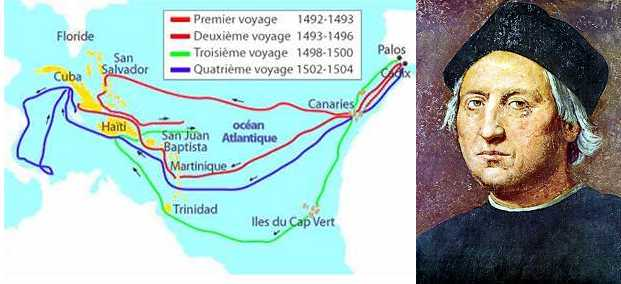 Premier voyage 1492-1493
Deuxième voyage 1493-1496
Troisième voyage 1498-1500
Quatrième voyage 1502-1504
Floride
San
Salvador
Cuba
Palos
Cadix
Canaries
Haïti
San Juan
Baptista
océan
Atlantique
Martinique
Trinidad
Iles du Cap Vert